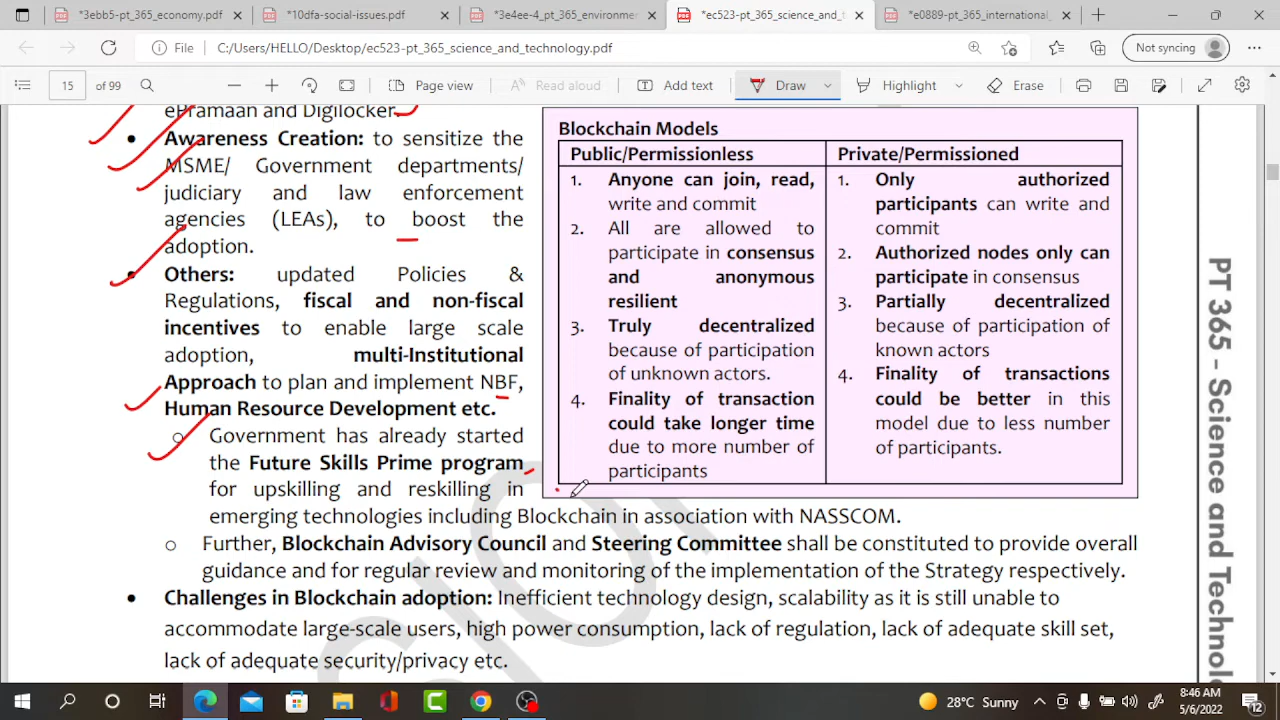 *3ebb5-pt_365_economy.pdf
*10dfa-social-issues.pdf
*3e4ee-4_pt_365_environme
*ec523-pt_365_science_and_t
*e0889-pt_365_international_
File
C:/Users/HELLO/Desktop/ec523-pt_365_science_and_technology.pdf
Not syncing
15 of 99
Page view
Read aloud
Add text
Draw
Highlight
Erase
ePramaan and Digilocker.
• Awareness Creation: to sensitize the
MSME/ Government departments/
judiciary and law enforcement
agencies (LEAs), to boost the
adoption.
• Others: updated Policies &
Regulations, fiscal and non-fiscal
incentives to enable large scale
adoption, multi-Institutional
Approach to plan and implement NBF,
Human Resource Development etc.
o Government has already started
the Future Skills Prime program
for upskilling and reskilling in
emerging technologies including Blockchain in association with NASSCOM.
o Further, Blockchain Advisory Council and Steering Committee shall be constituted to provide overall
guidance and for regular review and monitoring of the implementation of the Strategy respectively.
• Challenges in Blockchain adoption: Inefficient technology design, scalability as it is still unable to
accommodate large-scale users, high power consumption, lack of regulation, lack of adequate skill set,
lack of adequate security/privacy etc.
Blockchain Models
Public/Permissionless
1. Anyone can join, read,
write and commit
2. All are allowed to
participate in consensus
and anonymous
resilient
3. Truly decentralized
because of participation
of unknown actors.
4. Finality of transaction
could take longer time
due to more number of
participants
Private/Permissioned
1. Only authorized
participants can write and
commit
2. Authorized nodes only can
participate in consensus
3. Partially decentralized
because of participation of
known actors
4. Finality of transactions
could be better in this
model due to less number
of participants.
PT 365 - Science and Technolo
28°C Sunny
8:46 AM
5/6/2022
12